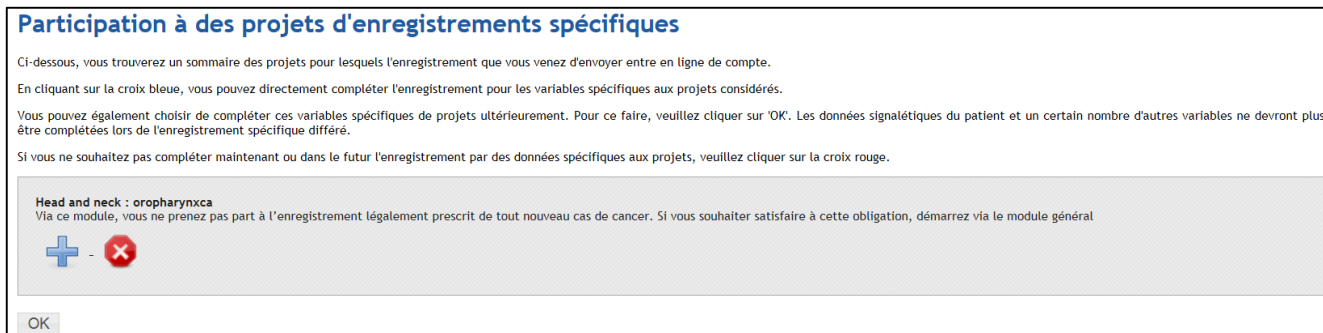 Participation à des projets d'enregistrements spécifiques
Ci-dessous, vous trouverez un sommaire des projets pour lesquels l'enregistrement que vous venez d'envoyer entre en ligne de compte.
En cliquant sur la croix bleue, vous pouvez directement compléter l'enregistrement pour les variables spécifiques aux projets considérés.
Vous pouvez également choisir de compléter ces variables spécifiques de projets ultérieurement. Pour ce faire, veuillez cliquer sur 'OK'. Les données signalétiques du patient et un certain nombre d'autres variables ne devront plus
être complétées lors de l'enregistrement spécifique différé.
Si vous ne souhaitez pas compléter maintenant ou dans le futur l'enregistrement par des données spécifiques aux projets, veuillez cliquer sur la croix rouge.
Head and neck : oropharynxca
Via ce module, vous ne prenez pas part à l’enregistrement légalement prescrit de tout nouveau cas de cancer. Si vous souhaiter satisfaire à cette obligation, démarrez via le module général
-
OK